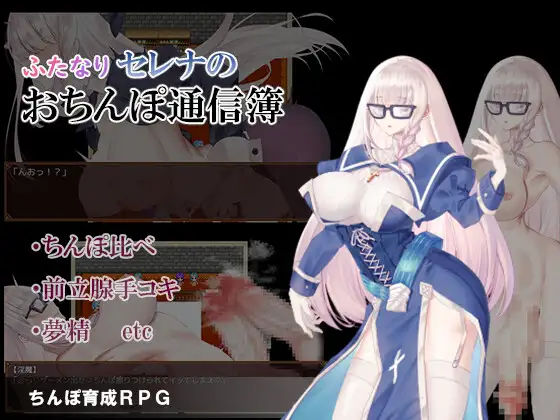 ふたなり セレナの
おちんぽ通信簿
「んおっ！？」
・ちんぽ比べ
・前立腺手コキ
・夢精 etc
【淫魔】
ちんぽ育成RPG